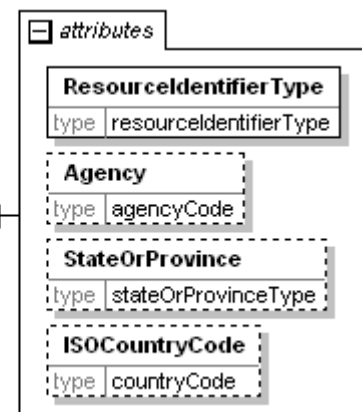 attributes
ResourceIdentifierType
type resourceIdentifierType
Agency
type agencyCode
StateOrProvince
type stateOrProvinceType
ISOCountryCode
type countryCode